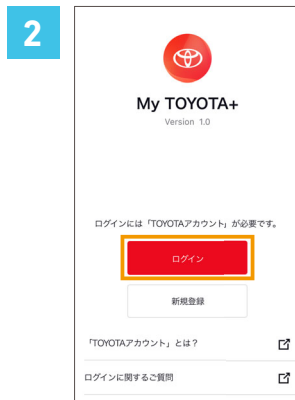 2
My TOYOTA+
Version 1.0
ログインには「TOYOTAアカウント」が必要です。
ログイン
新規登録
「TOYOTAアカウント」とは？
ログインに関するご質問